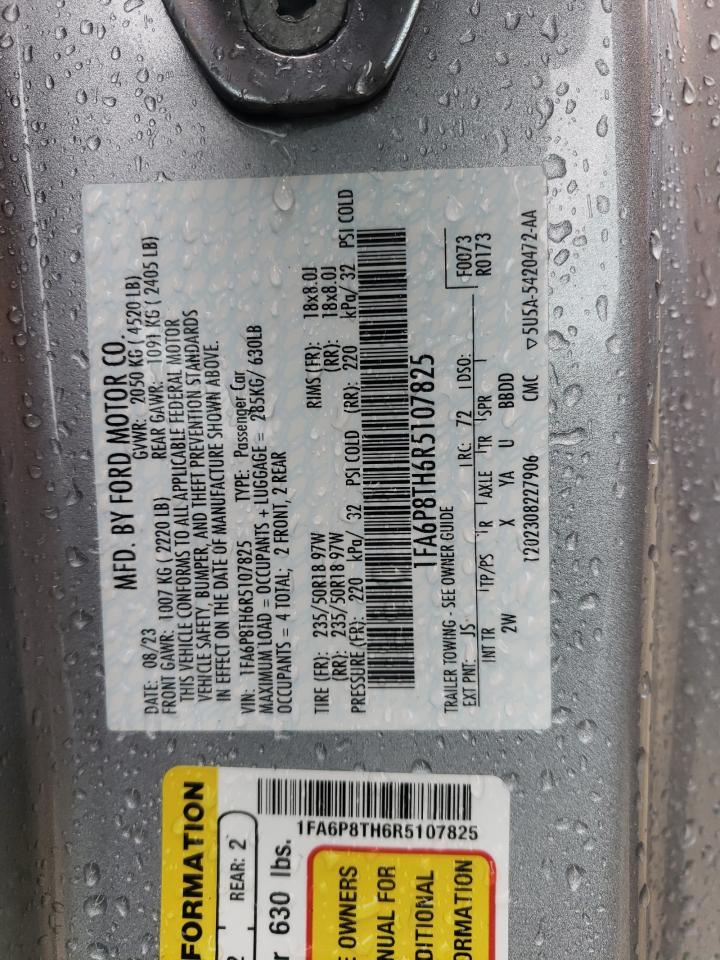 MFD. BY FORD MOTOR CO.
DATE: 08/23 GVWR: 2050 KG ( 4520 LB)
FRONT GAWR: 1007 KG (2220 LB) REAR GAWR: 1091 KG ( 2405 LB)
THIS VEHICLE CONFORMS TO ALL APPLICABLE FEDERAL MOTOR
VEHICLE SAFETY, BUMPER, AND THEFT PREVENTION STANDARDS
IN EFFECT ON THE DATE OF MANUFACTURE SHOWN ABOVE.
VIN: 1FA6P8TH6R5107825 TYPE: Passenger Car
MAXIMUM LOAD = OCCUPANTS + LUGGAGE = 285KG/ 630LB
OCCUPANTS = 4 TOTAL; 2 FRONT, 2 REAR
TIRE (FR): 235/50R18 97W RIMS (FR): 18x8.0J
(RR): 235/50R18 97W (RR): 18x8.0J
PRESSURE (FR): 220 kPa/ 32 PSI COLD (RR): 220 kPa/ 32 PSI COLD
1FA6P8TH6R5107825
TRAILER TOWING - SEE OWNER GUIDE F0073
EXT PNT: JS RC: 72 DSO: R0173
INT TR TP/PS R AXLE TR SPR
2W X YA U BBDD
1202308227906 CMC ▽5U5A-5420472-AA
FORMATION
REAR: 2
r 630 lbs.
1FA6P8TH6R5107825
E OWNERS
NUAL FOR
DITIONAL
ORMATION